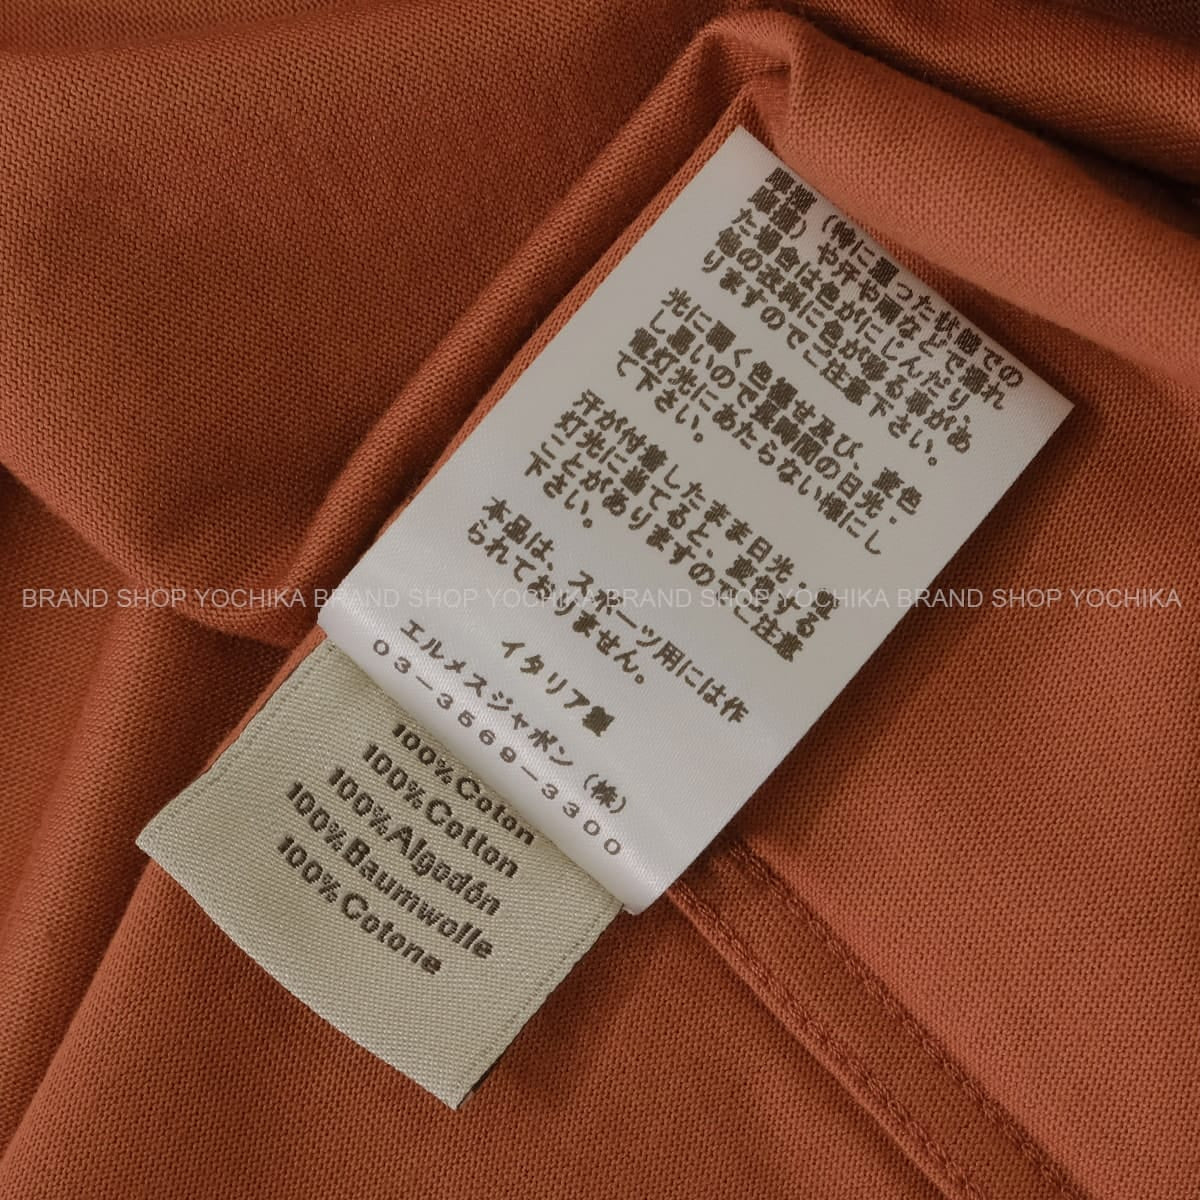 摩擦（特に湿った状態での
摩擦）や汗や雨などで濡れ
た場合は色がにじんだり、
他の衣料に色が移る事があ
りますのでご注意下さい。
光に弱く色褪せ及び、変色
し易いので長時間の日光・
電灯光にあたらない様にし
て下さい。
汗が付着したまま日光・電
灯光に当てると、変色する
ことがありますのでご注意
下さい。
本品は、スポーツ用には作
られておりません。
イタリア製
エルメスジャポン（株）
03-3569-3300
100% Coton
100% Cotton
100% Algodón
100% Baumwolle
100% Cotone
BRAND SHOP YOCHIKA BRAND SHOP YOCHIKA BRAND SHOP YOCHIKA BRAND SHOP YOCHIKA